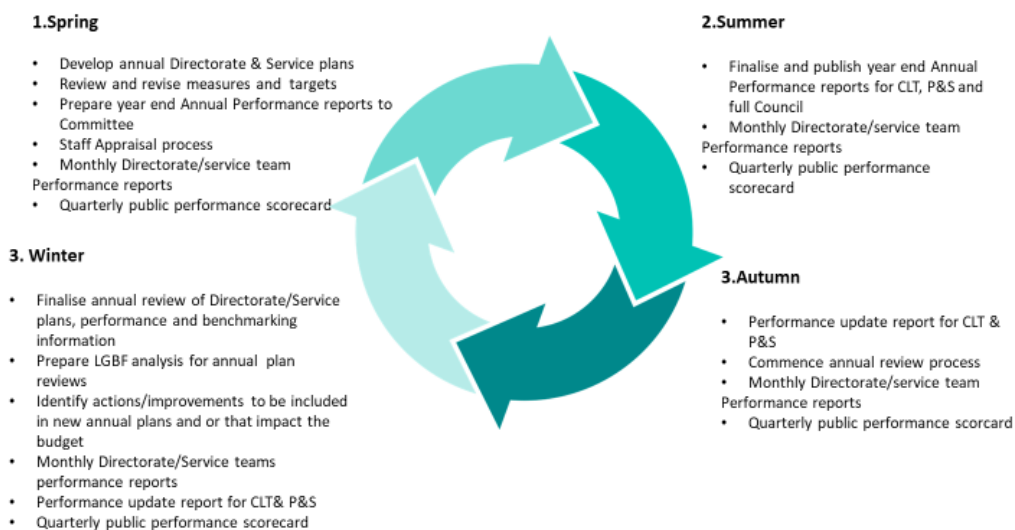 1.Spring
• Develop annual Directorate & Service plans
• Review and revise measures and targets
• Prepare year end Annual Performance reports to
Committee
• Staff Appraisal process
• Monthly Directorate/service team
Performance reports
• Quarterly public performance scorecard
2.Summer
• Finalise and publish year end Annual
Performance reports for CLT, P&S and
full Council
• Monthly Directorate/service team
Performance reports
• Quarterly public performance
scorecard
3.Autumn
• Performance update report for CLT &
P&S
• Commence annual review process
• Monthly Directorate/service team
Performance reports
• Quarterly public performance scorcard
3. Winter
• Finalise annual review of Directorate/Service
plans, performance and benchmarking
information
• Prepare LGBF analysis for annual plan
reviews
• Identify actions/improvements to be included
in new annual plans and or that impact the
budget
• Monthly Directorate/Service teams
performance reports
• Performance update report for CLT& P&S
• Quarterly public performance scorecard